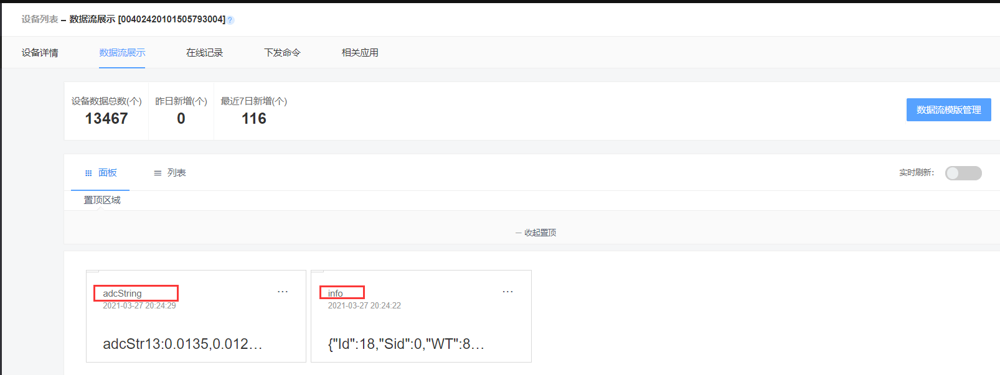 设备列表 – 数据流展示 [00402420101505793004] ?
设备详情 数据流展示 在线记录 下发命令 相关应用
设备数据总数(个) 昨日新增(个) 最近7日新增(个)
13467 0 116
数据流模版管理
面板 列表 实时刷新:
置顶区域
— 收起置顶
adcString ... info ...
2021-03-27 20:24:29 2021-03-27 20:24:22
adcStr13:0.0135,0.012... {"Id":18,"Sid":0,"WT":8...